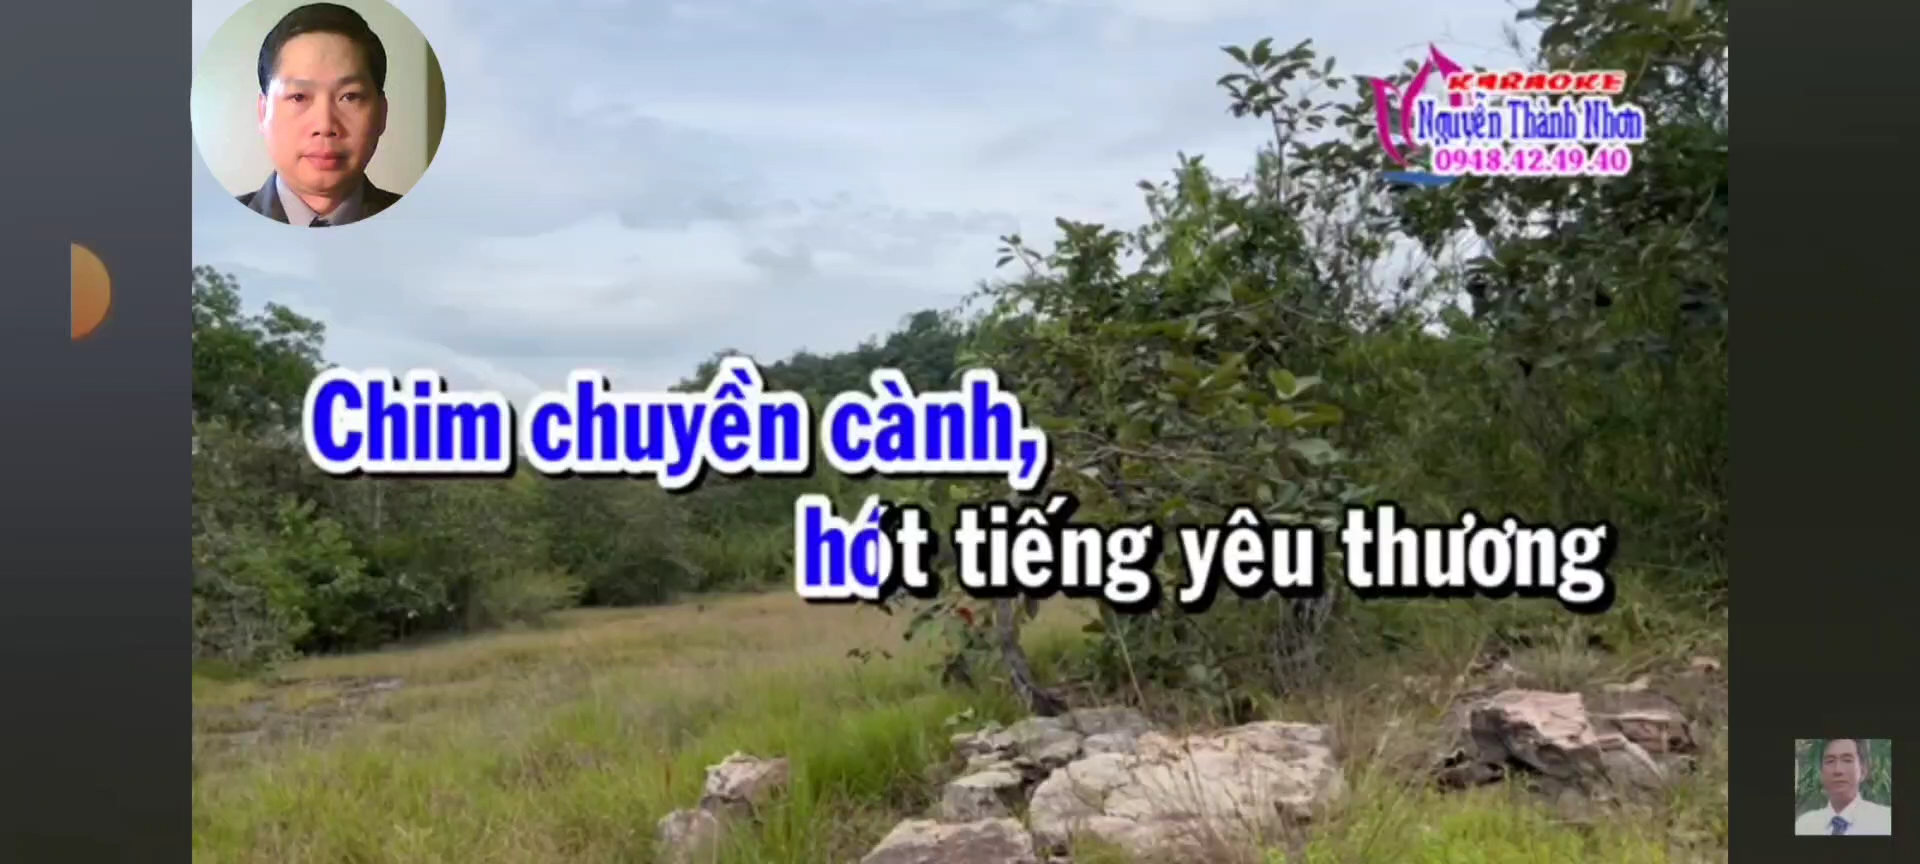 KARAOKE
Nguyễn Thành Nhơn
0948.42.49.40
Chim chuyền cành,
hót tiếng yêu thương